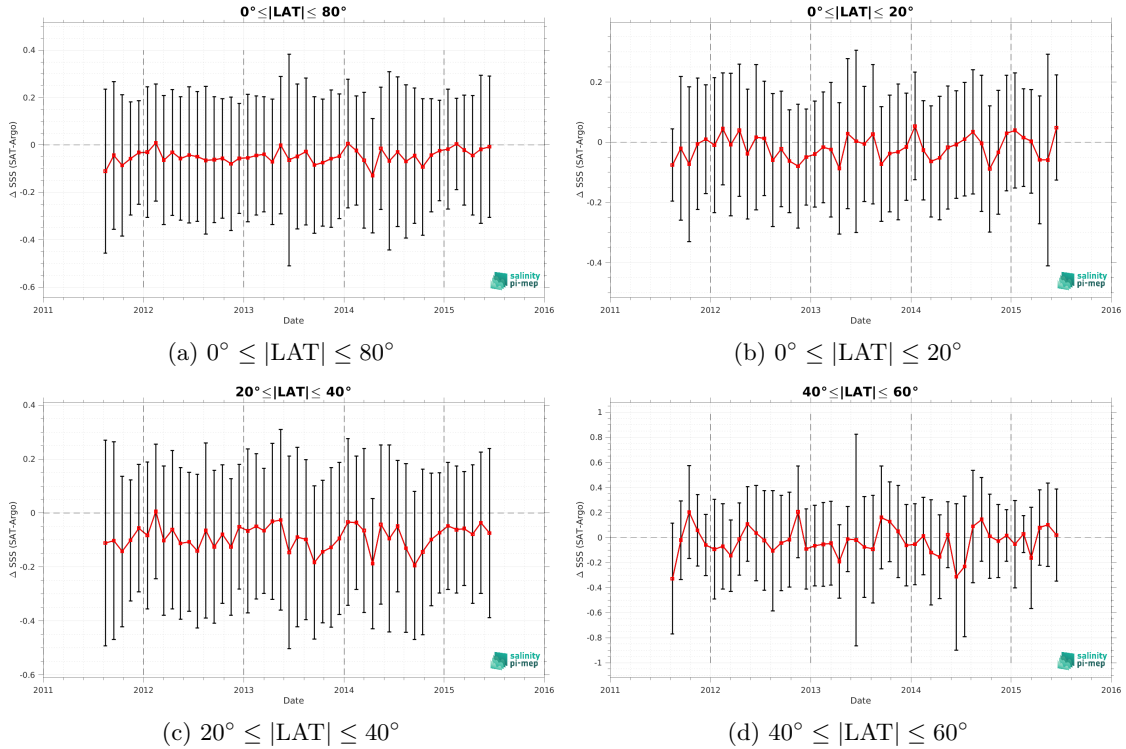 0°≤|LAT|≤ 80°
0.4
0.2
0
-0.2
-0.4
-0.6
Δ SSS (SAT-Argo)
2011 2012 2013 2014 2015 2016
Date
salinity
pi-mep
(a) 0° ≤ |LAT| ≤ 80°
0°≤|LAT|≤ 20°
0.2
0
-0.2
-0.4
Δ SSS (SAT-Argo)
2011 2012 2013 2014 2015 2016
Date
salinity
pi-mep
(b) 0° ≤ |LAT| ≤ 20°
20°≤|LAT|≤ 40°
0.4
0.2
0
-0.2
-0.4
-0.6
Δ SSS (SAT-Argo)
2011 2012 2013 2014 2015 2016
Date
salinity
pi-mep
(c) 20° ≤ |LAT| ≤ 40°
40°≤|LAT|≤ 60°
1
0.8
0.6
0.4
0.2
0
-0.2
-0.4
-0.6
-0.8
-1
Δ SSS (SAT-Argo)
2011 2012 2013 2014 2015 2016
Date
salinity
pi-mep
(d) 40° ≤ |LAT| ≤ 60°